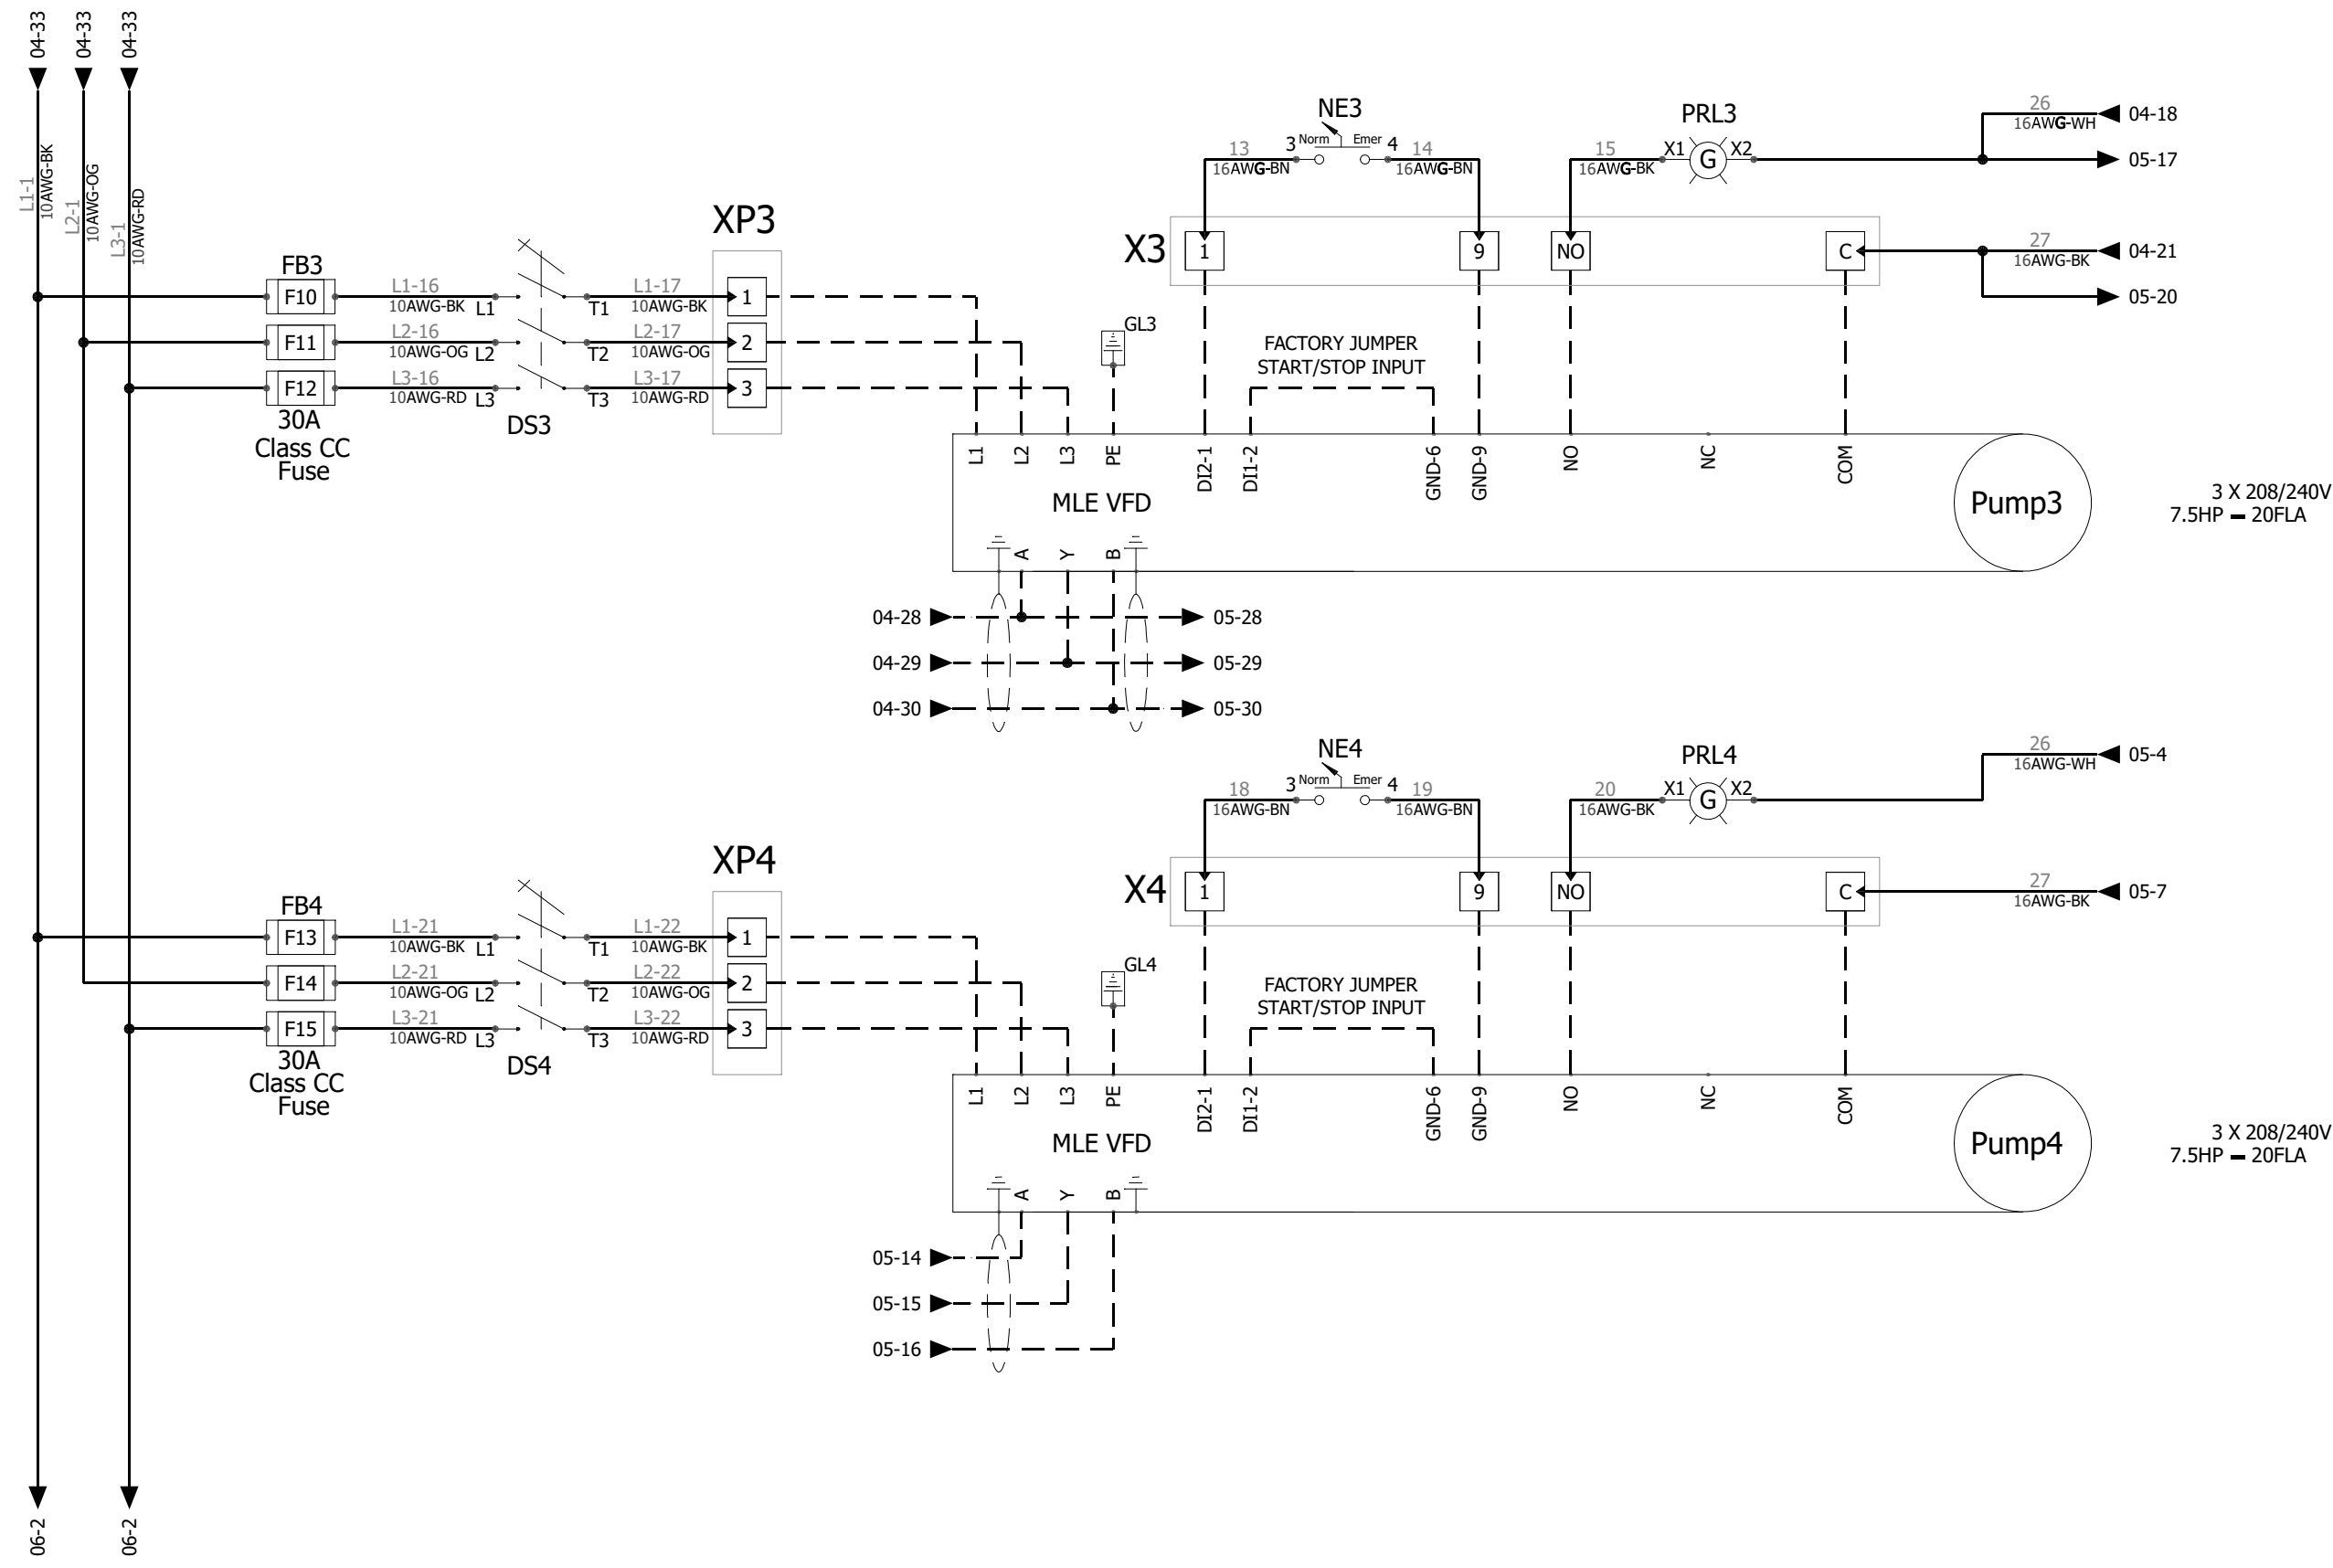 04-33
04-33
04-33
L1-1
10AWG-BK
L2-1
10AWG-OG
L3-1
10AWG-RD
FB3
F10
F11
F12
30A
Class CC
Fuse
L1-16
10AWG-BK
L1
L2-16
10AWG-OG
L2
L3-16
10AWG-RD
L3
DS3
T1
T2
T3
L1-17
10AWG-BK
L2-17
10AWG-OG
L3-17
10AWG-RD
XP3
1
2
3
NE3
13
16AWG-BN
3
Norm
Emer
4
14
16AWG-BN
PRL3
15
16AWG-BK
X1
G
X2
26
16AWG-WH
04-18
05-17
X3
1
9
NO
C
27
16AWG-BK
04-21
05-20
GL3
FACTORY JUMPER
START/STOP INPUT
L1
L2
L3
PE
DI2-1
DI1-2
GND-6
GND-9
NO
NC
COM
MLE VFD
Pump3
3 X 208/240V
7.5HP - 20FLA
A
Y
B
04-28
05-28
04-29
05-29
04-30
05-30
FB4
F13
F14
F15
30A
Class CC
Fuse
L1-21
10AWG-BK
L1
L2-21
10AWG-OG
L2
L3-21
10AWG-RD
L3
DS4
T1
T2
T3
L1-22
10AWG-BK
L2-22
10AWG-OG
L3-22
10AWG-RD
XP4
1
2
3
NE4
18
16AWG-BN
3
Norm
Emer
4
19
16AWG-BN
PRL4
20
16AWG-BK
X1
G
X2
26
16AWG-WH
05-4
X4
1
9
NO
C
27
16AWG-BK
05-7
GL4
FACTORY JUMPER
START/STOP INPUT
L1
L2
L3
PE
DI2-1
DI1-2
GND-6
GND-9
NO
NC
COM
MLE VFD
Pump4
3 X 208/240V
7.5HP - 20FLA
A
Y
B
05-14
05-15
05-16
06-2
06-2